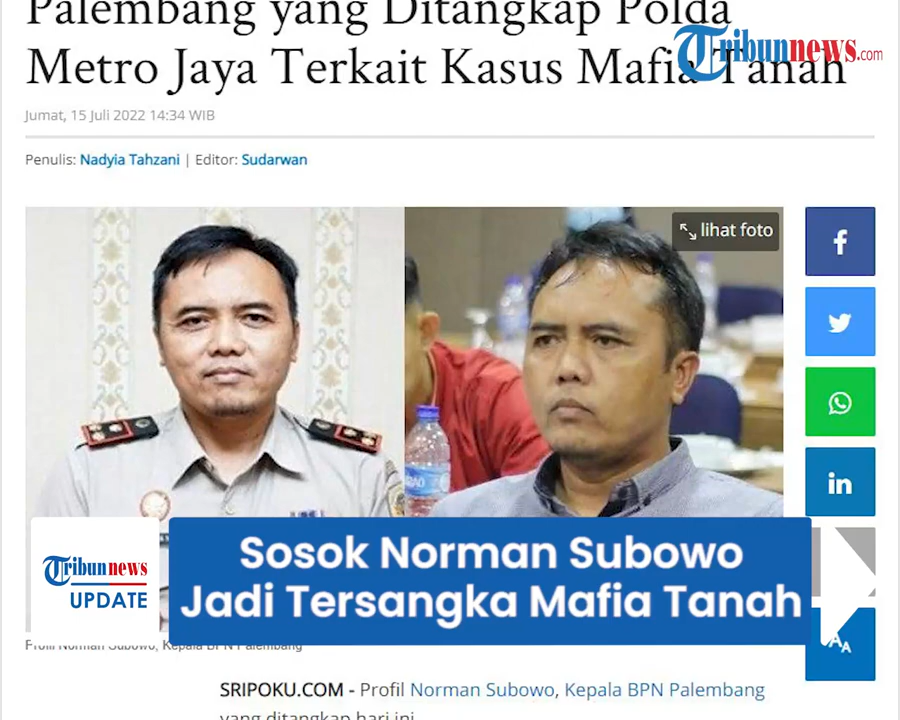 Palembang yang Ditangkap Polda
Metro Jaya Terkait Kasus Mafia Tanah
Tribunnews.com
Jumat, 15 Juli 2022 14:34 WIB
Penulis: Nadyia Tahzani | Editor: Sudarwan
lihat foto
Tribunnews
UPDATE
Sosok Norman Subowo
Jadi Tersangka Mafia Tanah
AA
Profil Norman Subowo, Kepala BPN Palembang
SRIPOKU.COM - Profil Norman Subowo, Kepala BPN Palembang
yang ditangkap hari ini